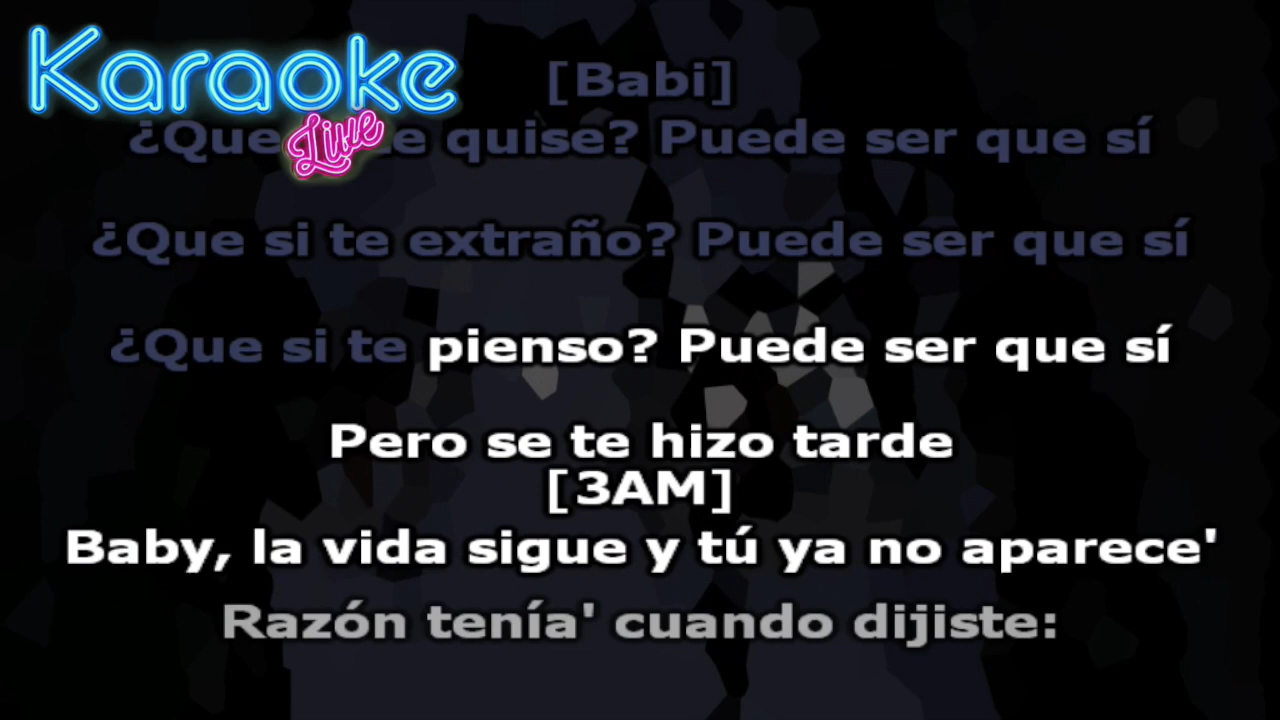 Karaoke
Live
[Babi]
¿Que e quise? Puede ser que sí
¿Que si te extraño? Puede ser que sí
¿Que si te pienso? Puede ser que sí
Pero se te hizo tarde
[3AM]
Baby, la vida sigue y tú ya no aparece'
Razón tenía' cuando dijiste: